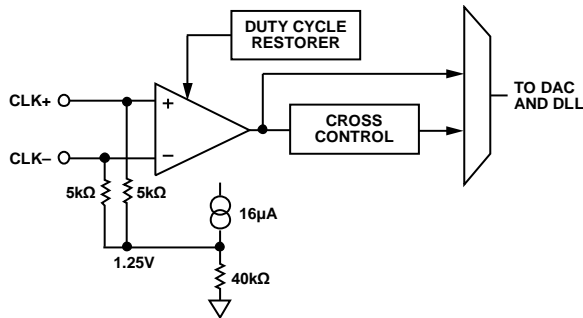 DUTY CYCLE
RESTORER
CLK+
+
CROSS
CONTROL
TO DAC
AND DLL
CLK–
–
5kΩ
5kΩ
16µA
1.25V
40kΩ